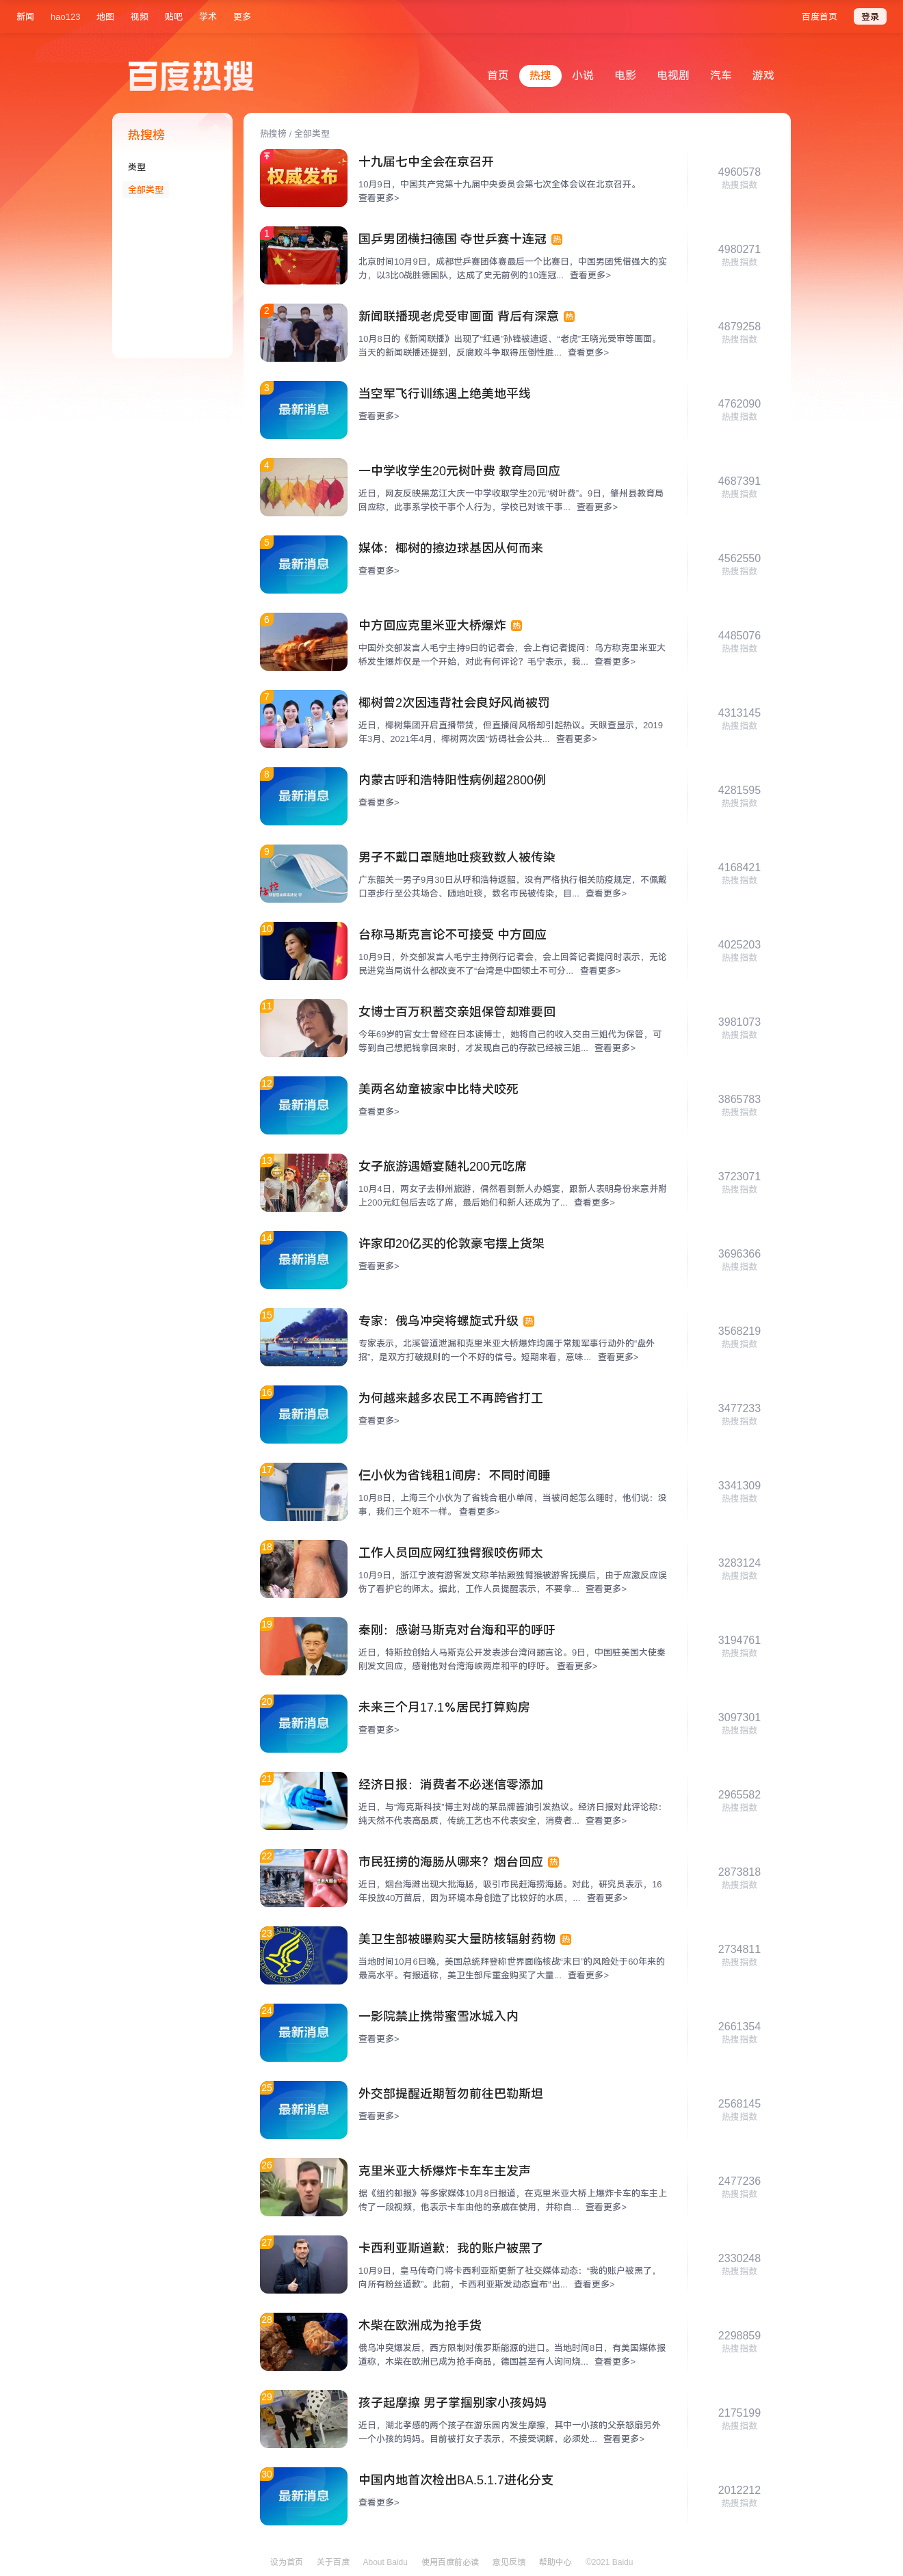 新闻 hao123 地图 视频 贴吧 学术 更多 百度首页 登录
百度热搜
首页 热搜 小说 电影 电视剧 汽车 游戏
热搜榜
类型
全部类型
热搜榜 / 全部类型
权威发布
十九届七中全会在京召开
10月9日，中国共产党第十九届中央委员会第七次全体会议在北京召开。
查看更多>
4960578
热搜指数
1
国乒男团横扫德国 夺世乒赛十连冠 热
北京时间10月9日，成都世乒赛团体赛最后一个比赛日，中国男团凭借强大的实
力，以3比0战胜德国队，达成了史无前例的10连冠... 查看更多>
4980271
热搜指数
2
新闻联播现老虎受审画面 背后有深意 热
10月8日的《新闻联播》出现了“红通”孙锋被遣返、“老虎”王晓光受审等画面。
当天的新闻联播还提到，反腐败斗争取得压倒性胜... 查看更多>
4879258
热搜指数
3
最新消息
当空军飞行训练遇上绝美地平线
查看更多>
4762090
热搜指数
4
一中学收学生20元树叶费 教育局回应
近日，网友反映黑龙江大庆一中学收取学生20元“树叶费”。9日，肇州县教育局
回应称，此事系学校干事个人行为，学校已对该干事... 查看更多>
4687391
热搜指数
5
最新消息
媒体：椰树的擦边球基因从何而来
查看更多>
4562550
热搜指数
6
中方回应克里米亚大桥爆炸 热
中国外交部发言人毛宁主持9日的记者会，会上有记者提问：乌方称克里米亚大
桥发生爆炸仅是一个开始，对此有何评论？毛宁表示，我... 查看更多>
4485076
热搜指数
7
椰树曾2次因违背社会良好风尚被罚
近日，椰树集团开启直播带货，但直播间风格却引起热议。天眼查显示，2019
年3月、2021年4月，椰树两次因“妨碍社会公共... 查看更多>
4313145
热搜指数
8
最新消息
内蒙古呼和浩特阳性病例超2800例
查看更多>
4281595
热搜指数
9
男子不戴口罩随地吐痰致数人被传染
广东韶关一男子9月30日从呼和浩特返韶，没有严格执行相关防疫规定，不佩戴
口罩步行至公共场合、随地吐痰，数名市民被传染，目... 查看更多>
4168421
热搜指数
10
台称马斯克言论不可接受 中方回应
10月9日，外交部发言人毛宁主持例行记者会，会上回答记者提问时表示，无论
民进党当局说什么都改变不了“台湾是中国领土不可分... 查看更多>
4025203
热搜指数
11
女博士百万积蓄交亲姐保管却难要回
今年69岁的官女士曾经在日本读博士，她将自己的收入交由三姐代为保管，可
等到自己想把钱拿回来时，才发现自己的存款已经被三姐... 查看更多>
3981073
热搜指数
12
最新消息
美两名幼童被家中比特犬咬死
查看更多>
3865783
热搜指数
13
女子旅游遇婚宴随礼200元吃席
10月4日，两女子去柳州旅游，偶然看到新人办婚宴，跟新人表明身份来意并附
上200元红包后去吃了席，最后她们和新人还成为了... 查看更多>
3723071
热搜指数
14
最新消息
许家印20亿买的伦敦豪宅摆上货架
查看更多>
3696366
热搜指数
15
专家：俄乌冲突将螺旋式升级 热
专家表示，北溪管道泄漏和克里米亚大桥爆炸均属于常规军事行动外的“盘外
招”，是双方打破规则的一个不好的信号。短期来看，意味... 查看更多>
3568219
热搜指数
16
最新消息
为何越来越多农民工不再跨省打工
查看更多>
3477233
热搜指数
17
仨小伙为省钱租1间房：不同时间睡
10月8日，上海三个小伙为了省钱合租小单间，当被问起怎么睡时，他们说：没
事，我们三个班不一样。 查看更多>
3341309
热搜指数
18
工作人员回应网红独臂猴咬伤师太
10月9日，浙江宁波有游客发文称羊祜殿独臂猴被游客抚摸后，由于应激反应误
伤了看护它的师太。据此，工作人员提醒表示，不要拿... 查看更多>
3283124
热搜指数
19
秦刚：感谢马斯克对台海和平的呼吁
近日，特斯拉创始人马斯克公开发表涉台湾问题言论。9日，中国驻美国大使秦
刚发文回应，感谢他对台湾海峡两岸和平的呼吁。 查看更多>
3194761
热搜指数
20
最新消息
未来三个月17.1%居民打算购房
查看更多>
3097301
热搜指数
21
经济日报：消费者不必迷信零添加
近日，与“海克斯科技”博主对战的某品牌酱油引发热议。经济日报对此评论称：
纯天然不代表高品质，传统工艺也不代表安全，消费者... 查看更多>
2965582
热搜指数
22
市民狂捞的海肠从哪来？烟台回应 热
近日，烟台海滩出现大批海肠，吸引市民赶海捞海肠。对此，研究员表示，16
年投放40万苗后，因为环境本身创造了比较好的水质，... 查看更多>
2873818
热搜指数
23
美卫生部被曝购买大量防核辐射药物 热
当地时间10月6日晚，美国总统拜登称世界面临核战“末日”的风险处于60年来的
最高水平。有报道称，美卫生部斥重金购买了大量... 查看更多>
2734811
热搜指数
24
最新消息
一影院禁止携带蜜雪冰城入内
查看更多>
2661354
热搜指数
25
最新消息
外交部提醒近期暂勿前往巴勒斯坦
查看更多>
2568145
热搜指数
26
克里米亚大桥爆炸卡车车主发声
据《纽约邮报》等多家媒体10月8日报道，在克里米亚大桥上爆炸卡车的车主上
传了一段视频，他表示卡车由他的亲戚在使用，并称自... 查看更多>
2477236
热搜指数
27
卡西利亚斯道歉：我的账户被黑了
10月9日，皇马传奇门将卡西利亚斯更新了社交媒体动态：“我的账户被黑了，
向所有粉丝道歉”。此前，卡西利亚斯发动态宣布“出... 查看更多>
2330248
热搜指数
28
木柴在欧洲成为抢手货
俄乌冲突爆发后，西方限制对俄罗斯能源的进口。当地时间8日，有美国媒体报
道称，木柴在欧洲已成为抢手商品，德国甚至有人询问烧... 查看更多>
2298859
热搜指数
29
孩子起摩擦 男子掌掴别家小孩妈妈
近日，湖北孝感的两个孩子在游乐园内发生摩擦，其中一小孩的父亲怒扇另外
一个小孩的妈妈。目前被打女子表示，不接受调解，必须处... 查看更多>
2175199
热搜指数
30
最新消息
中国内地首次检出BA.5.1.7进化分支
查看更多>
2012212
热搜指数
设为首页 关于百度 About Baidu 使用百度前必读 意见反馈 帮助中心 ©2021 Baidu